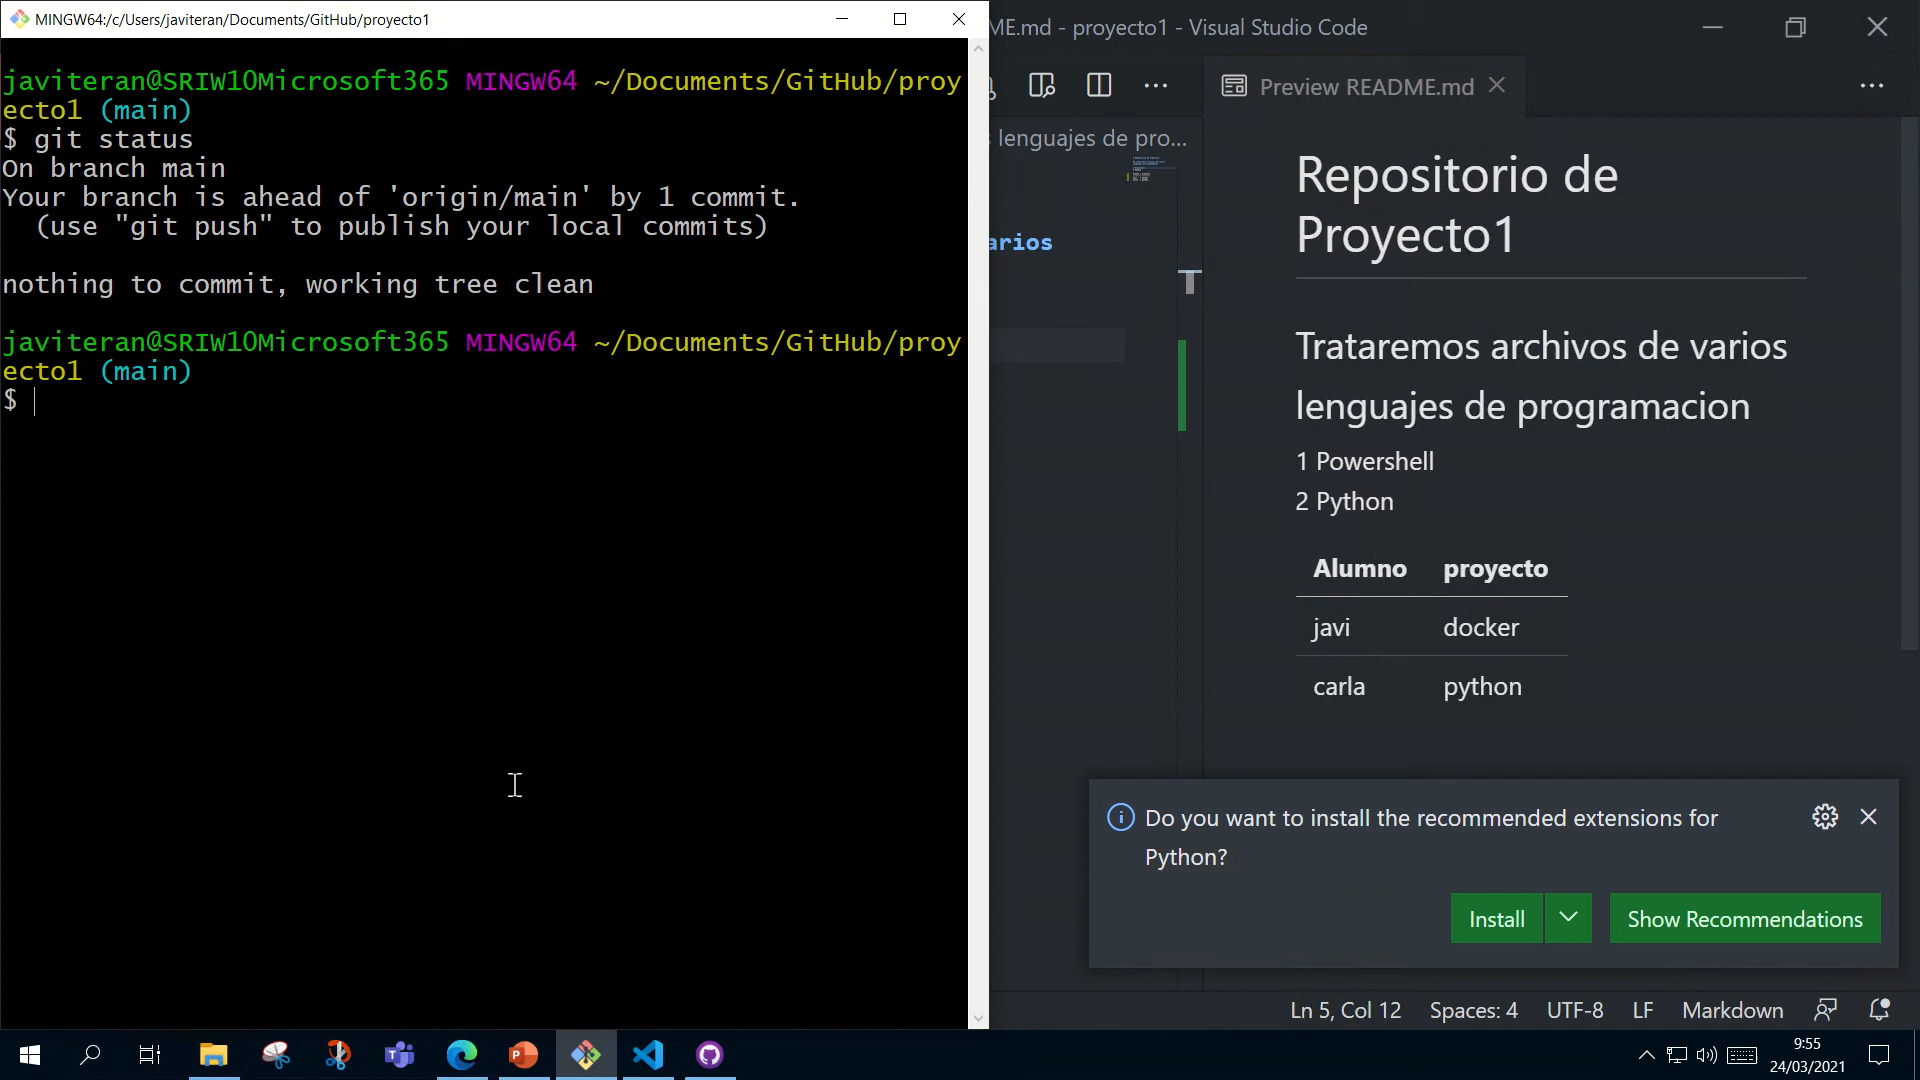 MINGW64:/c/Users/javiteran/Documents/GitHub/proyecto1
javiteran@SRIW10Microsoft365 MINGW64 ~/Documents/GitHub/proy
ecto1 (main)
$ git status
On branch main
Your branch is ahead of 'origin/main' by 1 commit.
  (use "git push" to publish your local commits)
nothing to commit, working tree clean
javiteran@SRIW10Microsoft365 MINGW64 ~/Documents/GitHub/proy
ecto1 (main)
$
ME.md - proyecto1 - Visual Studio Code
Preview README.md
lenguajes de pro...
arios
Repositorio de
Proyecto1
Trataremos archivos de varios
lenguajes de programacion
1 Powershell
2 Python
Alumno proyecto
javi docker
carla python
Do you want to install the recommended extensions for
Python?
Install
Show Recommendations
Ln 5, Col 12 Spaces: 4 UTF-8 LF Markdown
9:55
24/03/2021